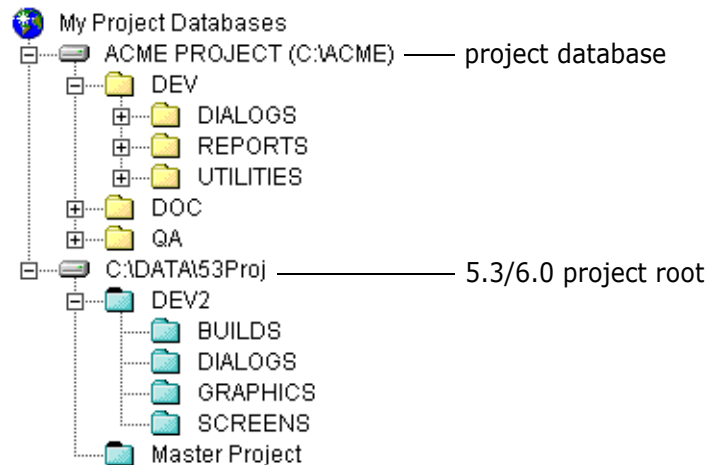 My Project Databases
ACME PROJECT (C:\ACME) project database
DEV
DIALOGS
REPORTS
UTILITIES
DOC
QA
C:\DATA\53Proj 5.3/6.0 project root
DEV2
BUILDS
DIALOGS
GRAPHICS
SCREENS
Master Project